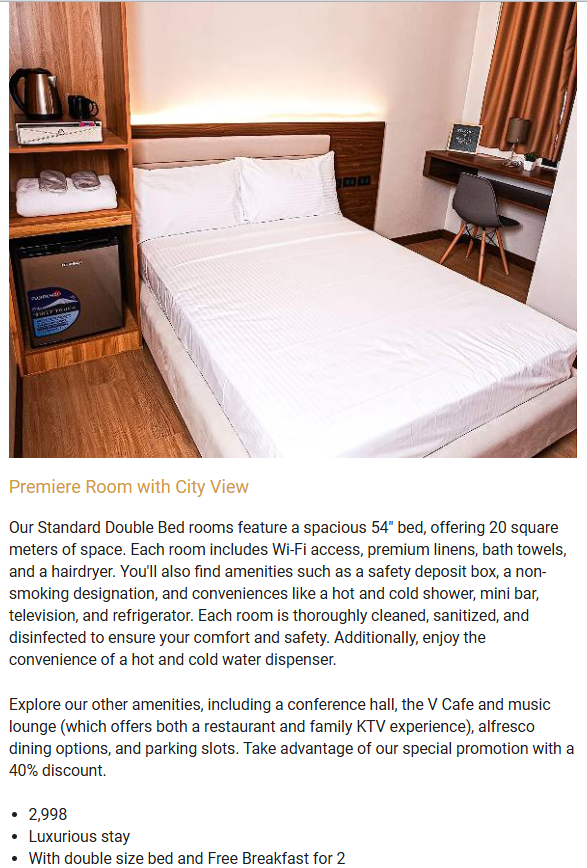 Premiere Room with City View
Our Standard Double Bed rooms feature a spacious 54" bed, offering 20 square
meters of space. Each room includes Wi-Fi access, premium linens, bath towels,
and a hairdryer. You'll also find amenities such as a safety deposit box, a non-
smoking designation, and conveniences like a hot and cold shower, mini bar,
television, and refrigerator. Each room is thoroughly cleaned, sanitized, and
disinfected to ensure your comfort and safety. Additionally, enjoy the
convenience of a hot and cold water dispenser.
Explore our other amenities, including a conference hall, the V Cafe and music
lounge (which offers both a restaurant and family KTV experience), alfresco
dining options, and parking slots. Take advantage of our special promotion with a
40% discount.
• 2,998
• Luxurious stay
• With double size bed and Free Breakfast for 2